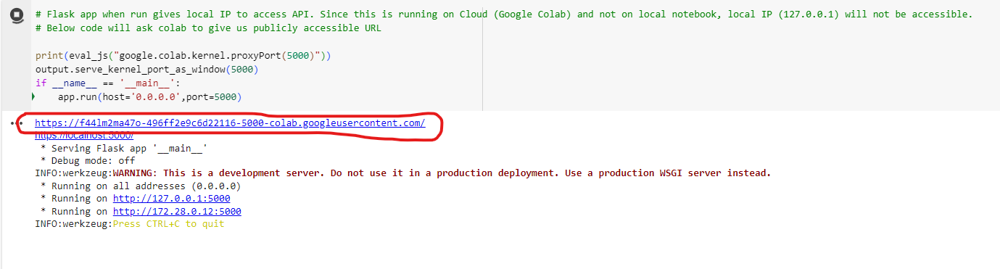 # Flask app when run gives local IP to access API. Since this is running on Cloud (Google Colab) and not on local notebook, local IP (127.0.0.1) will not be accessible.
# Below code will ask colab to give us publicly accessible URL
print(eval_js("google.colab.kernel.proxyPort(5000)"))
output.serve_kernel_port_as_window(5000)
if __name__ == '__main__':
    app.run(host='0.0.0.0',port=5000)
https://f44lm2ma47o-496ff2e9c6d22116-5000-colab.googleusercontent.com/
https://localhost:5000/
 * Serving Flask app '__main__'
 * Debug mode: off
INFO:werkzeug:WARNING: This is a development server. Do not use it in a production deployment. Use a production WSGI server instead.
 * Running on all addresses (0.0.0.0)
 * Running on http://127.0.0.1:5000
 * Running on http://172.28.0.12:5000
INFO:werkzeug:Press CTRL+C to quit